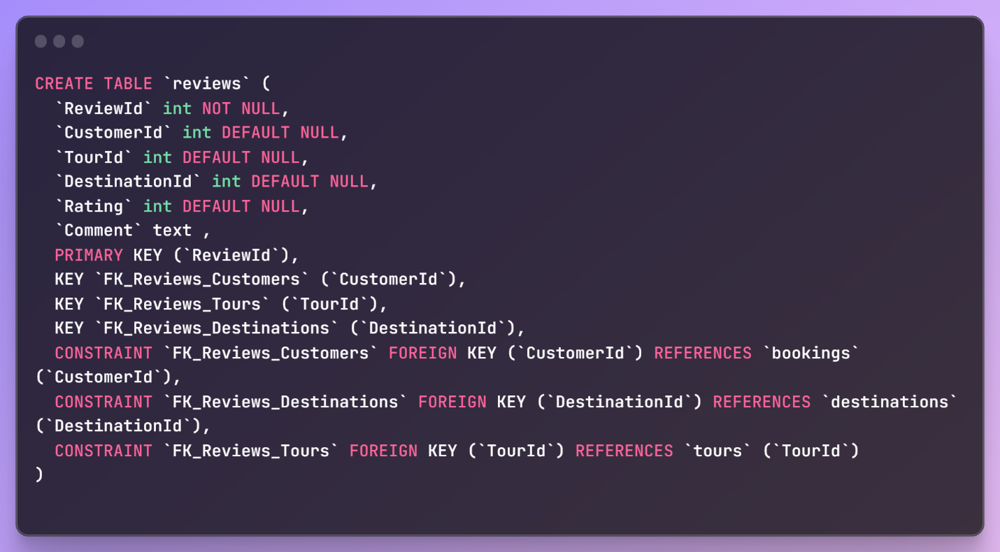 CREATE TABLE `reviews` (
  `ReviewId` int NOT NULL,
  `CustomerId` int DEFAULT NULL,
  `TourId` int DEFAULT NULL,
  `DestinationId` int DEFAULT NULL,
  `Rating` int DEFAULT NULL,
  `Comment` text ,
  PRIMARY KEY (`ReviewId`),
  KEY `FK_Reviews_Customers` (`CustomerId`),
  KEY `FK_Reviews_Tours` (`TourId`),
  KEY `FK_Reviews_Destinations` (`DestinationId`),
  CONSTRAINT `FK_Reviews_Customers` FOREIGN KEY (`CustomerId`) REFERENCES `bookings`
(`CustomerId`),
  CONSTRAINT `FK_Reviews_Destinations` FOREIGN KEY (`DestinationId`) REFERENCES `destinations`
(`DestinationId`),
  CONSTRAINT `FK_Reviews_Tours` FOREIGN KEY (`TourId`) REFERENCES `tours` (`TourId`)
)